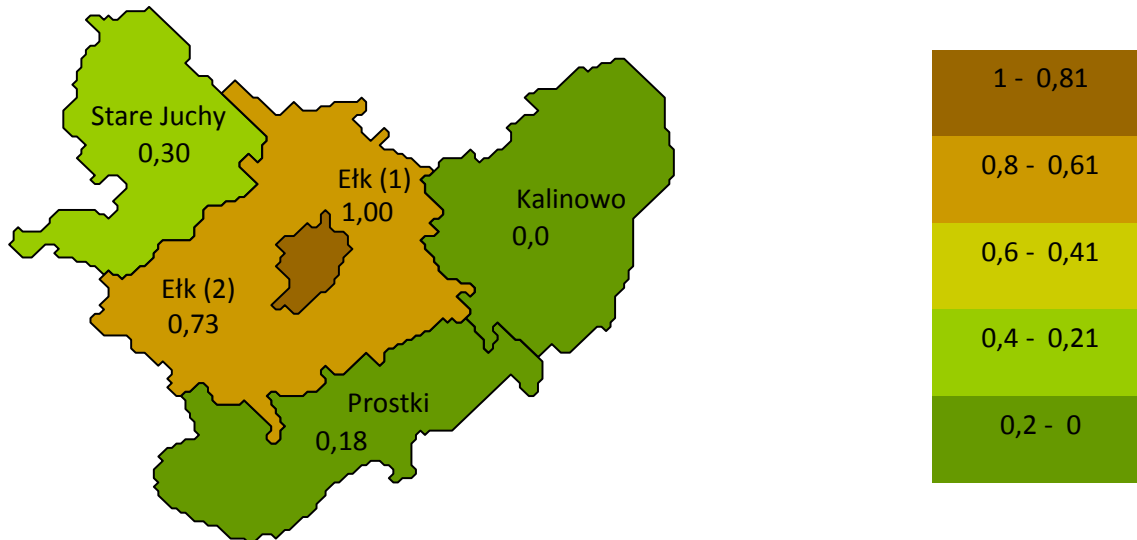 Stare Juchy
0,30
Ełk (1)
1,00
Kalinowo
0,0
Ełk (2)
0,73
Prostki
0,18
1 - 0,81
0,8 - 0,61
0,6 - 0,41
0,4 - 0,21
0,2 - 0